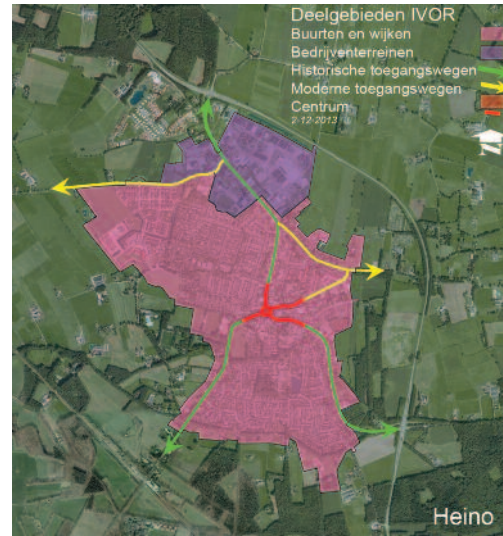 Deelgebieden IVOR
Buurten en wijken
Bedrijventerreinen
Historische toegangswegen
Moderne toegangswegen
Centrum
2-12-2013
Heino